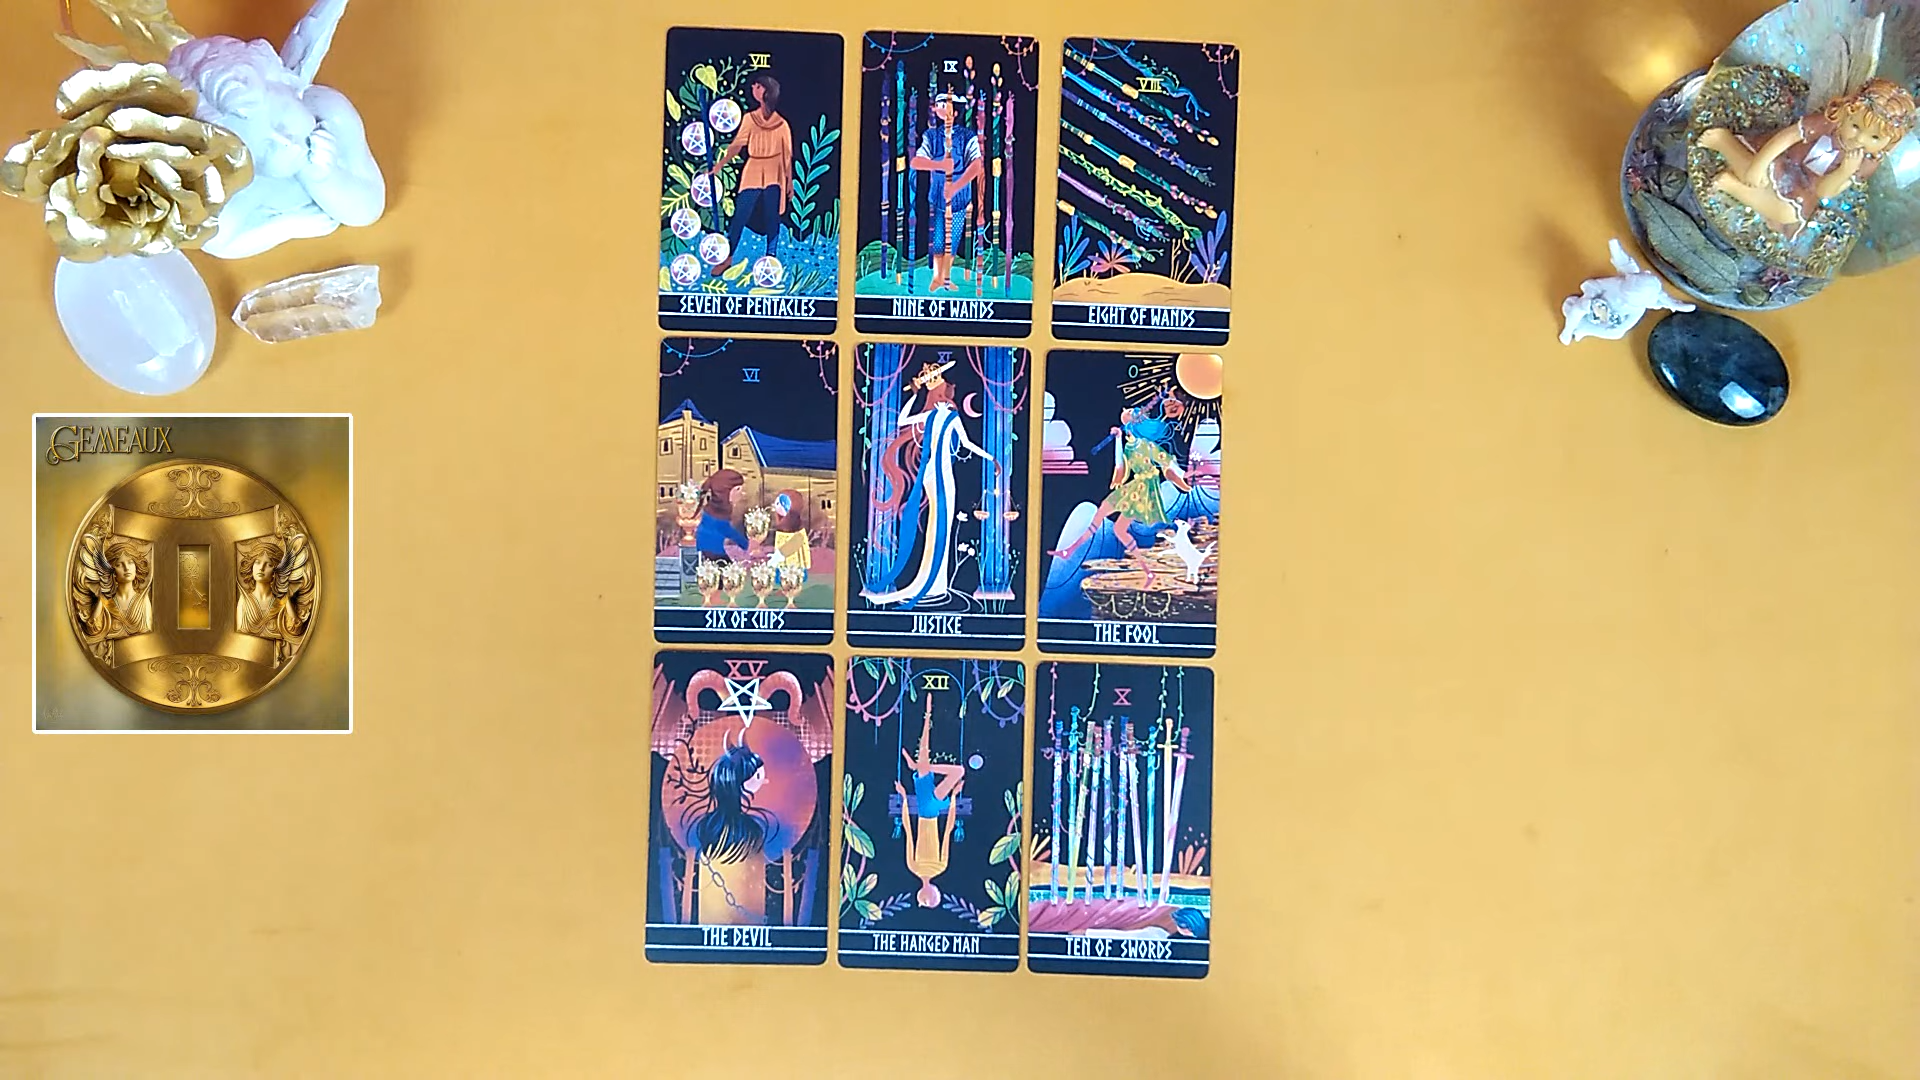 VII
IX
VIII
SEVEN OF PENTACLES
NINE OF WANDS
EIGHT OF WANDS
VI
XI
0
GEMEAUX
SIX OF CUPS
JUSTICE
THE FOOL
XV
XII
X
THE DEVIL
THE HANGED MAN
TEN OF SWORDS